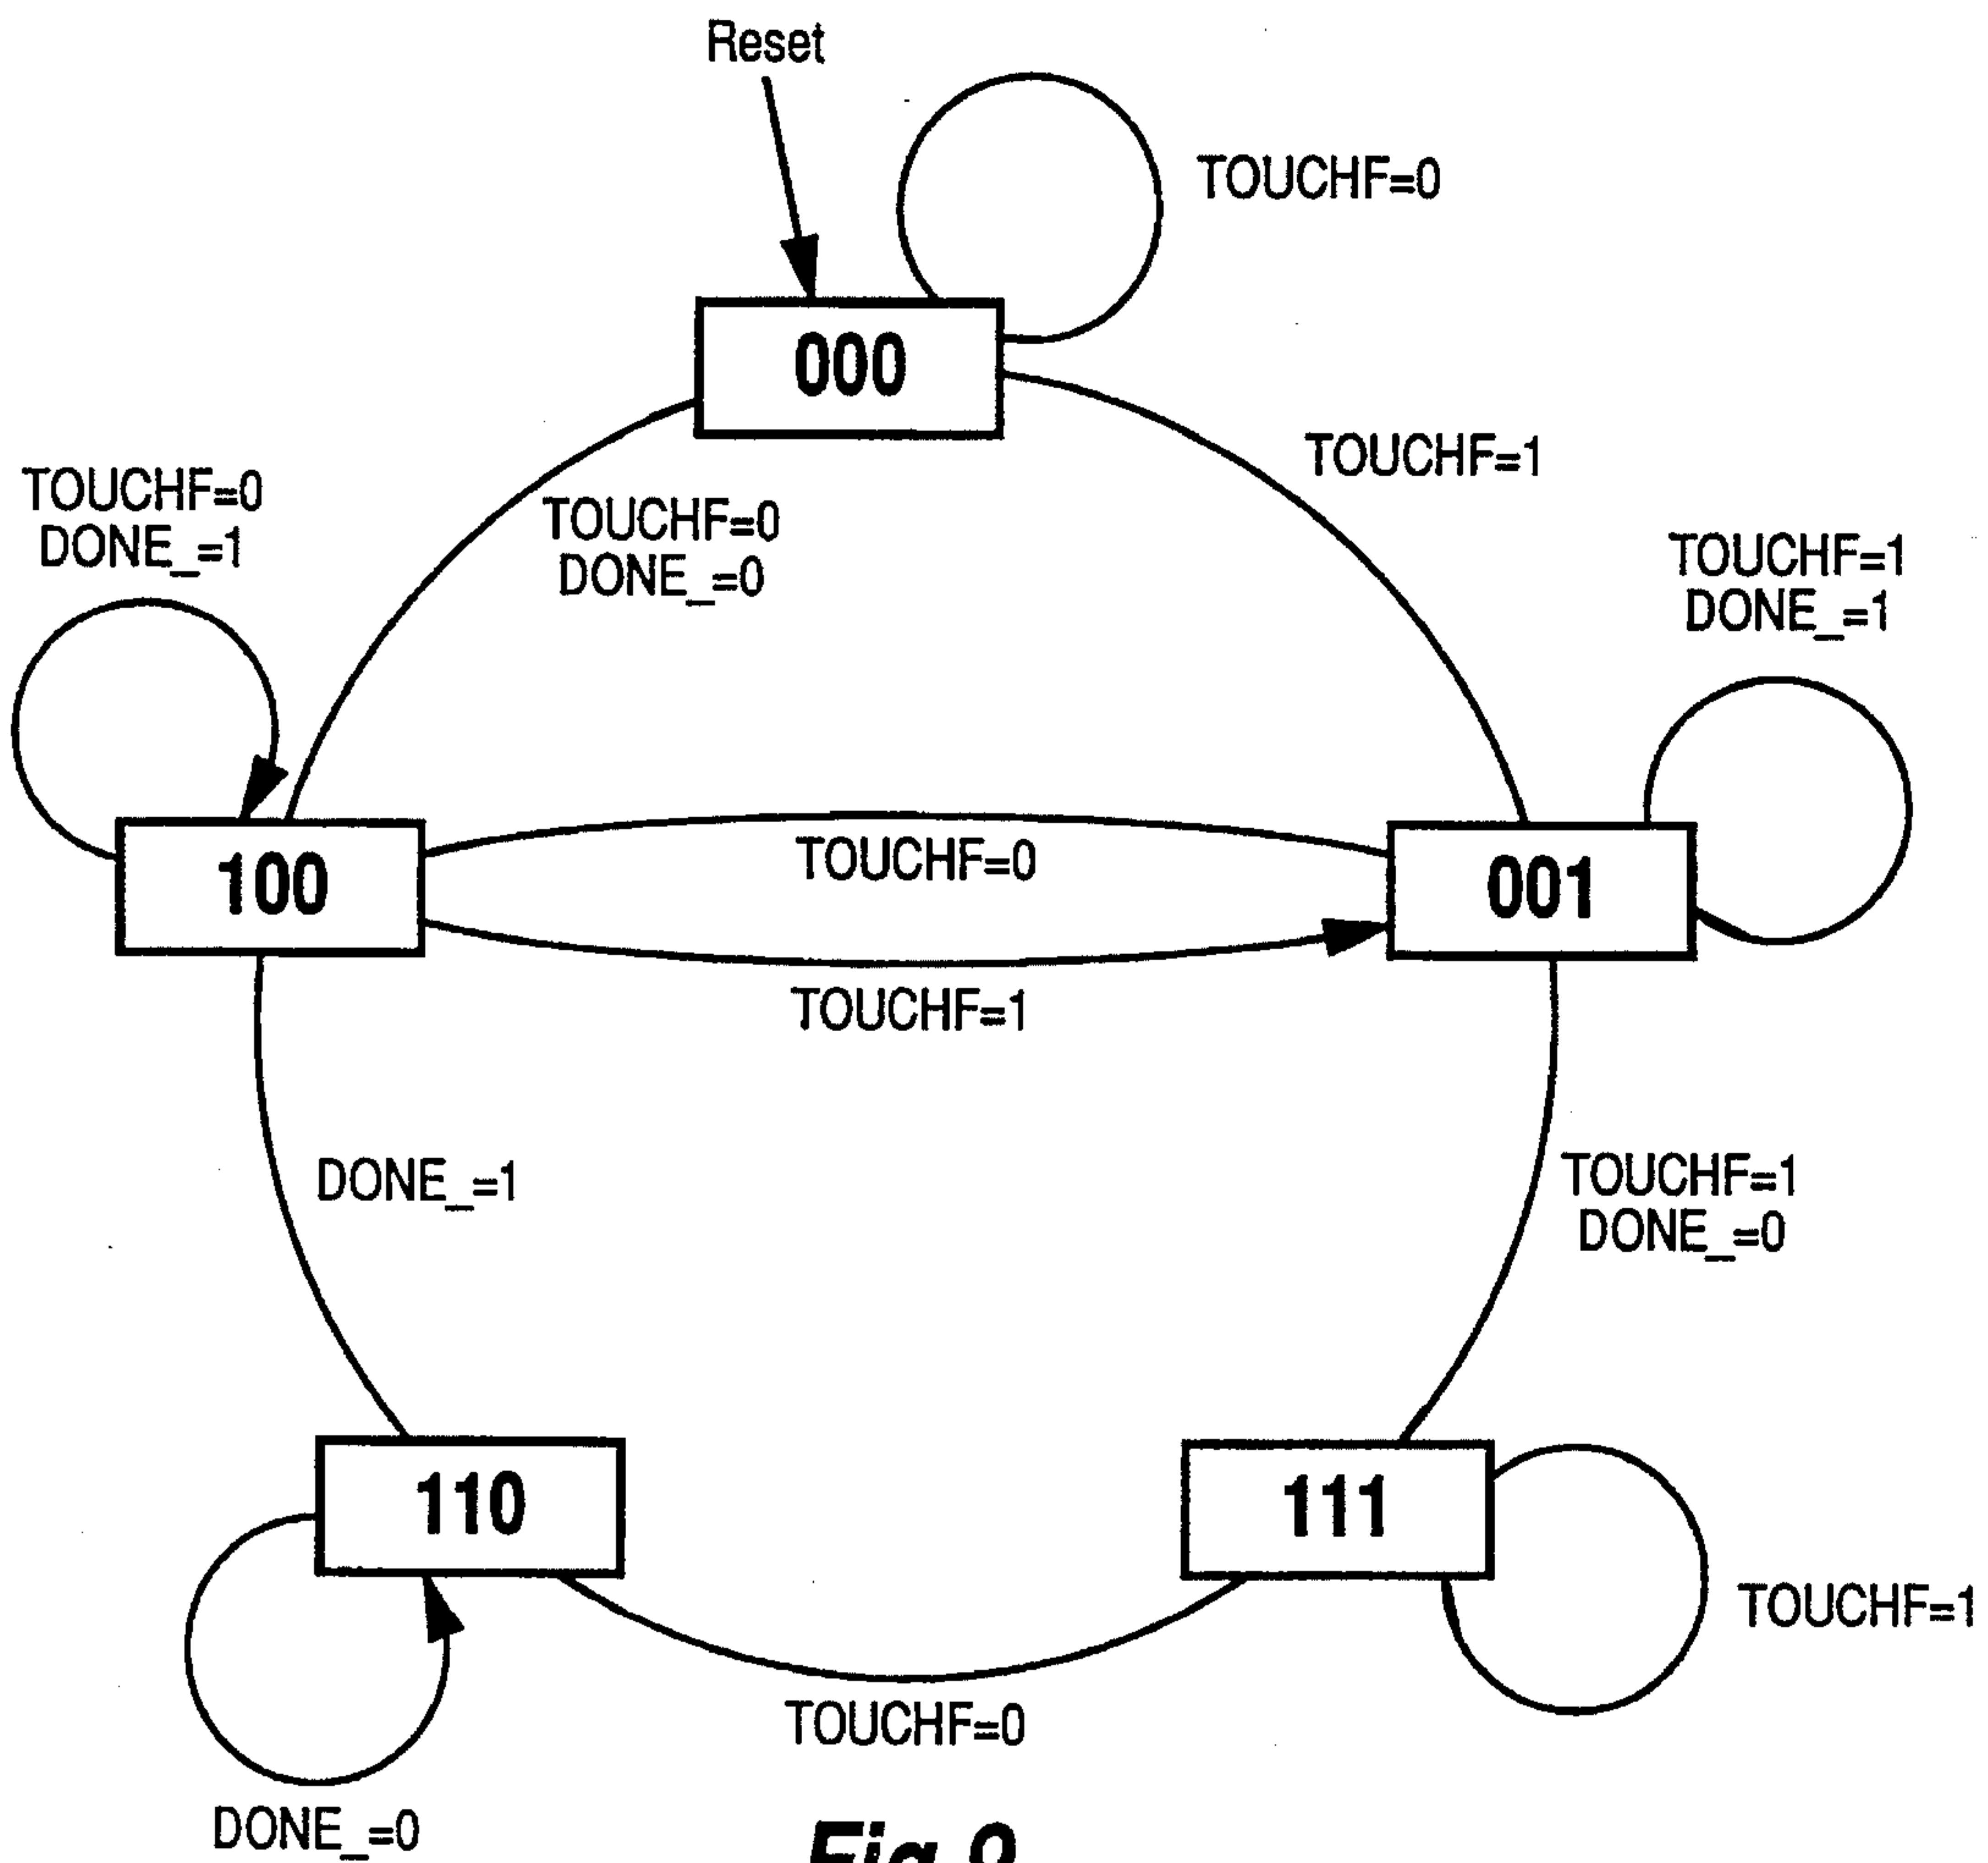 Reset
TOUCHF=0
000
TOUCHF=1
TOUCHF=0
DONE_=1
TOUCHF=0
DONE_=0
TOUCHF=1
DONE_=1
100
TOUCHF=0
001
TOUCHF=1
DONE_=1
TOUCHF=1
DONE_=0
110
111
TOUCHF=1
TOUCHF=0
DONE_=0